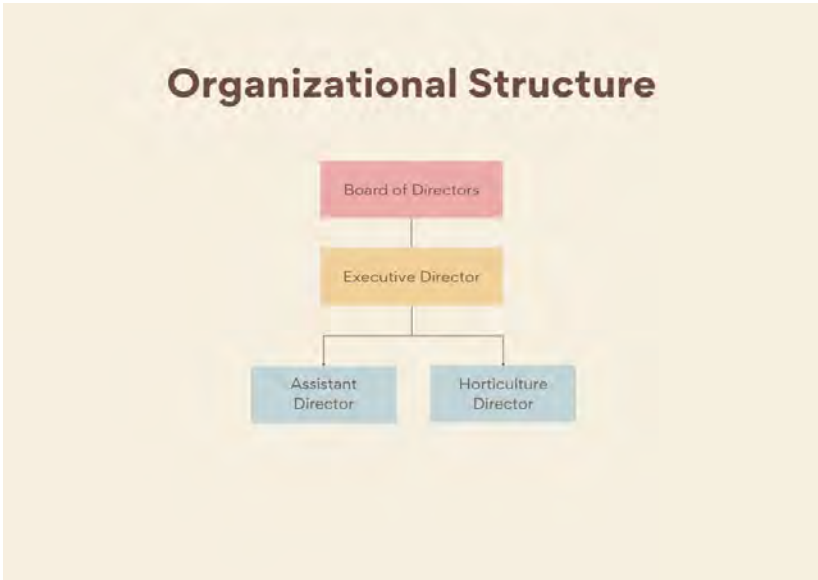 Organizational Structure
Board of Directors
Executive Director
Assistant
Director
Horticulture
Director